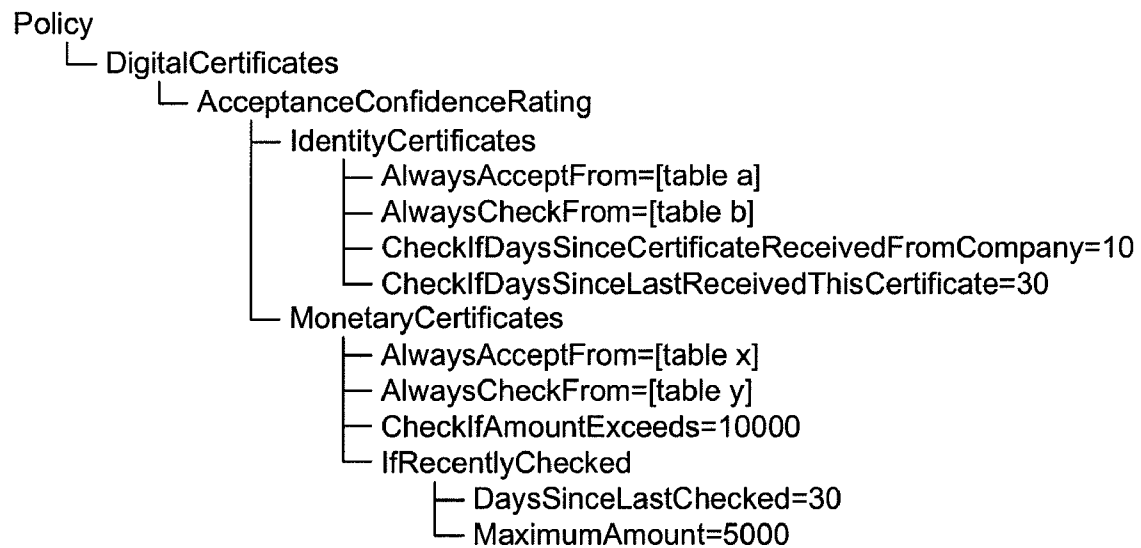 Policy
DigitalCertificates
AcceptanceConfidenceRating
IdentityCertificates
AlwaysAcceptFrom=[table a]
AlwaysCheckFrom=[table b]
CheckIfDaysSinceCertificateReceivedFromCompany=10
CheckIfDaysSinceLastReceivedThisCertificate=30
MonetaryCertificates
AlwaysAcceptFrom=[table x]
AlwaysCheckFrom=[table y]
CheckIfAmountExceeds=10000
IfRecentlyChecked
DaysSinceLastChecked=30
MaximumAmount=5000